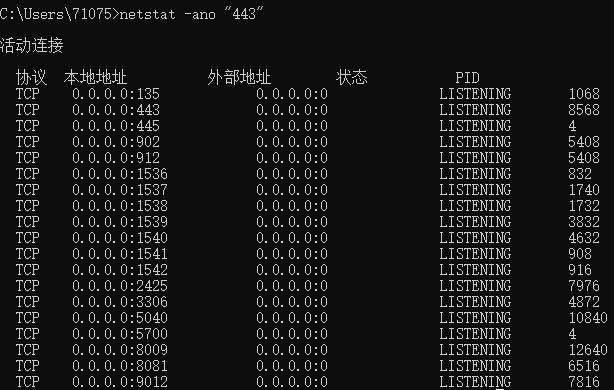 C:\Users\71075>netstat -ano "443"
活动连接
协议 本地地址 外部地址 状态 PID
TCP 0.0.0.0:135 0.0.0.0:0 LISTENING 1068
TCP 0.0.0.0:443 0.0.0.0:0 LISTENING 8568
TCP 0.0.0.0:445 0.0.0.0:0 LISTENING 4
TCP 0.0.0.0:902 0.0.0.0:0 LISTENING 5408
TCP 0.0.0.0:912 0.0.0.0:0 LISTENING 5408
TCP 0.0.0.0:1536 0.0.0.0:0 LISTENING 832
TCP 0.0.0.0:1537 0.0.0.0:0 LISTENING 1740
TCP 0.0.0.0:1538 0.0.0.0:0 LISTENING 1732
TCP 0.0.0.0:1539 0.0.0.0:0 LISTENING 3832
TCP 0.0.0.0:1540 0.0.0.0:0 LISTENING 4632
TCP 0.0.0.0:1541 0.0.0.0:0 LISTENING 908
TCP 0.0.0.0:1542 0.0.0.0:0 LISTENING 916
TCP 0.0.0.0:2425 0.0.0.0:0 LISTENING 7976
TCP 0.0.0.0:3306 0.0.0.0:0 LISTENING 4872
TCP 0.0.0.0:5040 0.0.0.0:0 LISTENING 10840
TCP 0.0.0.0:5700 0.0.0.0:0 LISTENING 4
TCP 0.0.0.0:8009 0.0.0.0:0 LISTENING 12640
TCP 0.0.0.0:8081 0.0.0.0:0 LISTENING 6516
TCP 0.0.0.0:9012 0.0.0.0:0 LISTENING 7816